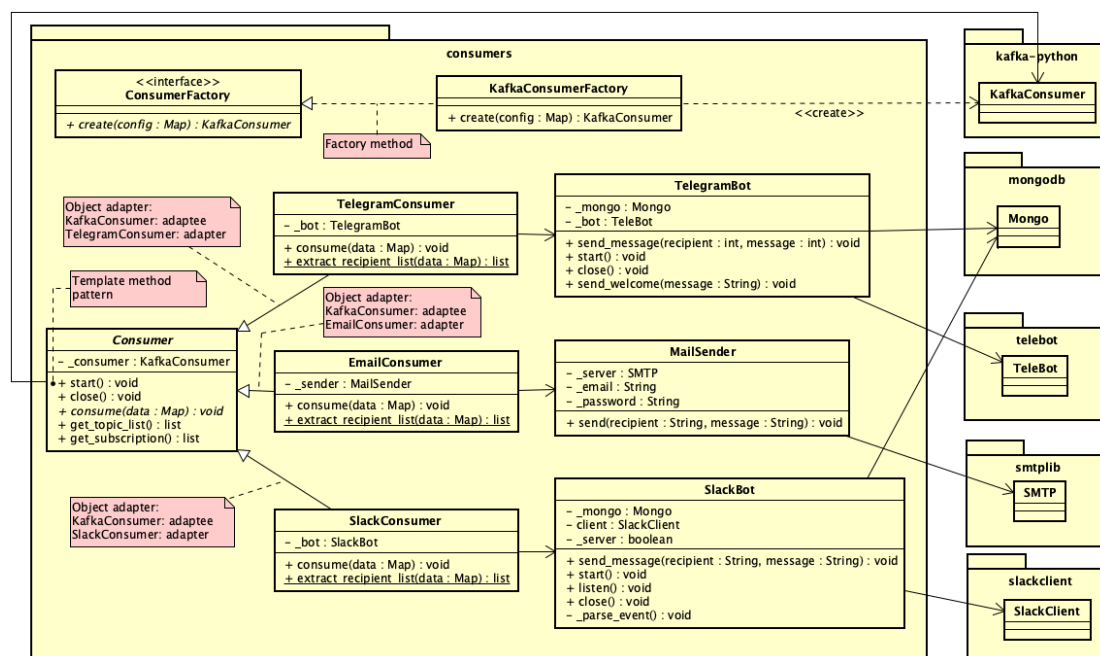 consumers
<<interface>>
ConsumerFactory
+ create(config : Map) : KafkaConsumer
KafkaConsumerFactory
+ create(config : Map) : KafkaConsumer
<<create>>
kafka-python
KafkaConsumer
Factory method
mongodb
Mongo
Object adapter:
KafkaConsumer: adaptee
TelegramConsumer: adapter
TelegramConsumer
- _bot : TelegramBot
+ consume(data : Map) : void
+ extract_recipient_list(data : Map) : list
TelegramBot
- _mongo : Mongo
- _bot : TeleBot
+ send_message(recipient : int, message : int) : void
+ start() : void
+ close() : void
+ send_welcome(message : String) : void
Template method
pattern
Object adapter:
KafkaConsumer: adaptee
EmailConsumer: adapter
telebot
TeleBot
Consumer
- _consumer : KafkaConsumer
+ start() : void
+ close() : void
+ consume(data : Map) : void
+ get_topic_list() : list
+ get_subscription() : list
EmailConsumer
- _sender : MailSender
+ consume(data : Map) : void
+ extract_recipient_list(data : Map) : list
MailSender
- _server : SMTP
- _email : String
- _password : String
+ send(recipient : String, message : String) : void
smtplib
SMTP
Object adapter:
KafkaConsumer: adaptee
SlackConsumer: adapter
SlackConsumer
- _bot : SlackBot
+ consume(data : Map) : void
+ extract_recipient_list(data : Map) : list
SlackBot
- _mongo : Mongo
- client : SlackClient
- _server : boolean
+ send_message(recipient : String, message : String) : void
+ start() : void
+ listen() : void
+ close() : void
- _parse_event() : void
slackclient
SlackClient